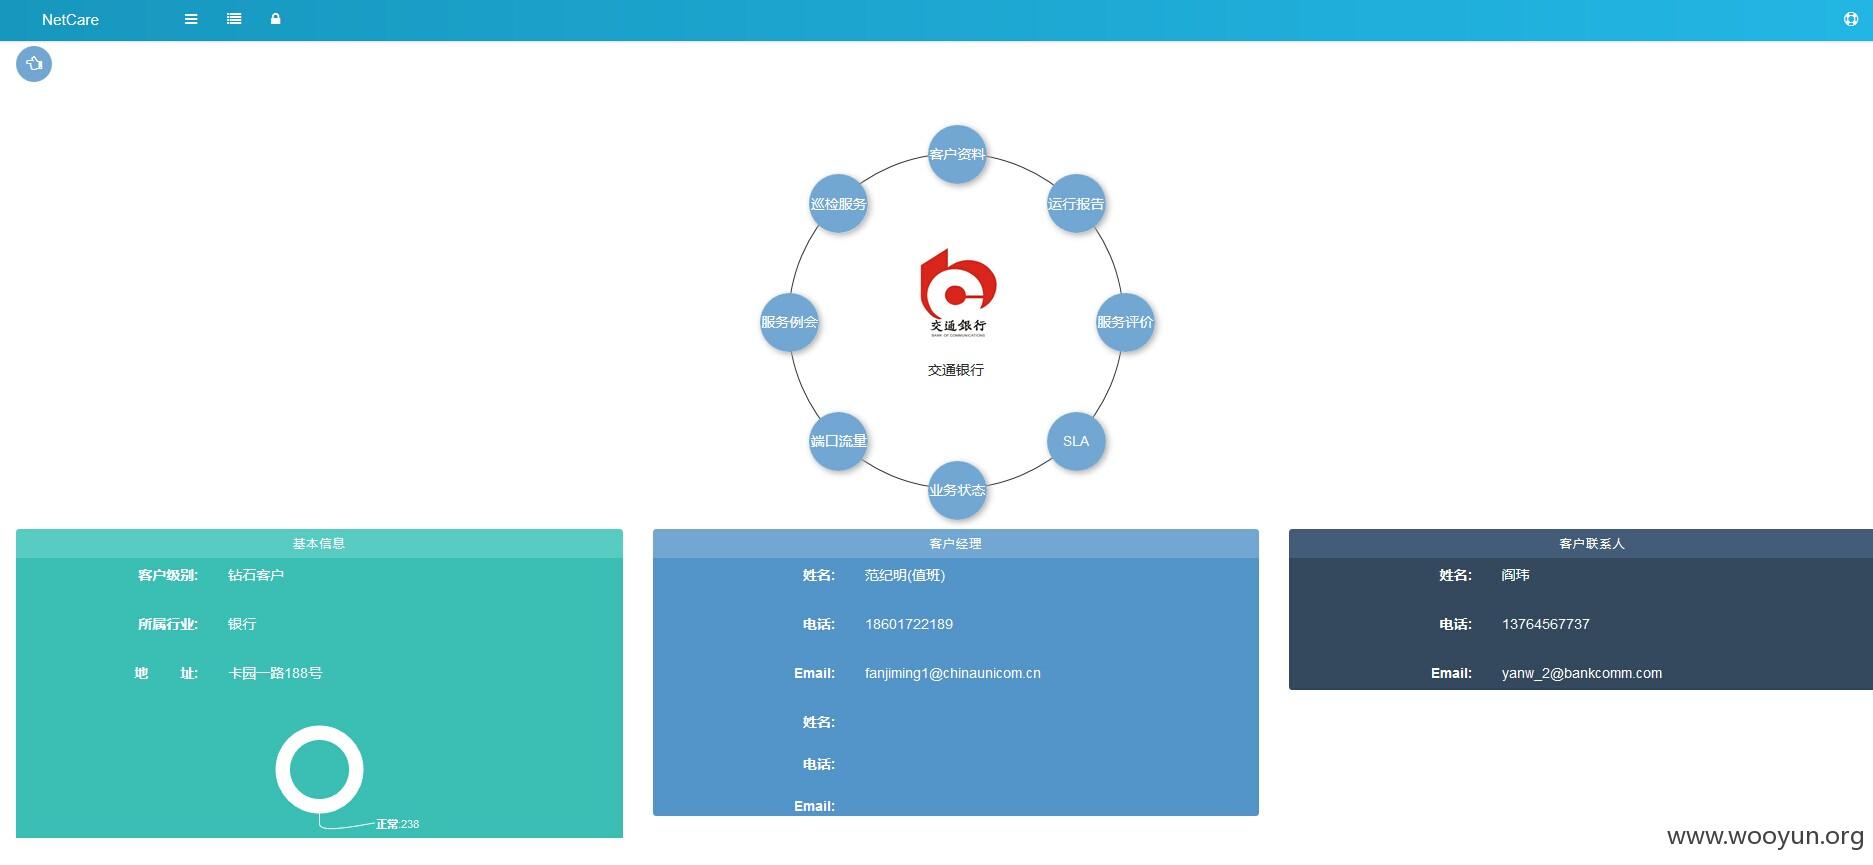 NetCare
客户资料
巡检服务
运行报告
服务例会
服务评价
交通银行
BANK OF COMMUNICATIONS
交通银行
端口流量
SLA
业务状态
基本信息
客户级别: 钻石客户
所属行业: 银行
地 址: 卡园一路188号
正常:238
客户经理
姓名: 范纪明(值班)
电话: 18601722189
Email: fanjiming1@chinaunicom.cn
姓名:
电话:
Email:
客户联系人
姓名: 阎玮
电话: 13764567737
Email: yanw_2@bankcomm.com
www.wooyun.org